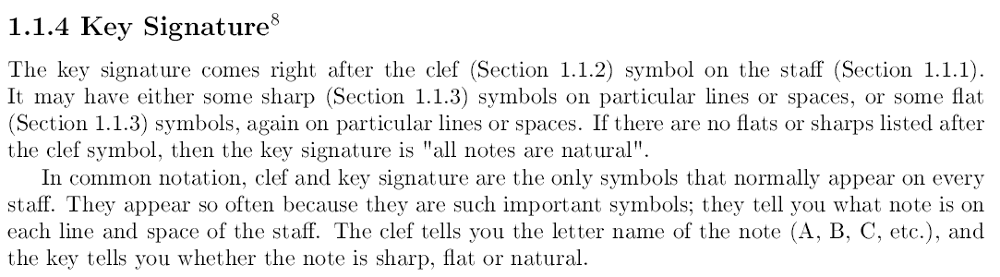 1.1.4 Key Signature⁸
The key signature comes right after the clef (Section 1.1.2) symbol on the staff (Section 1.1.1).
It may have either some sharp (Section 1.1.3) symbols on particular lines or spaces, or some flat
(Section 1.1.3) symbols, again on particular lines or spaces. If there are no flats or sharps listed after
the clef symbol, then the key signature is "all notes are natural".
In common notation, clef and key signature are the only symbols that normally appear on every
staff. They appear so often because they are such important symbols; they tell you what note is on
each line and space of the staff. The clef tells you the letter name of the note (A, B, C, etc.), and
the key tells you whether the note is sharp, flat or natural.